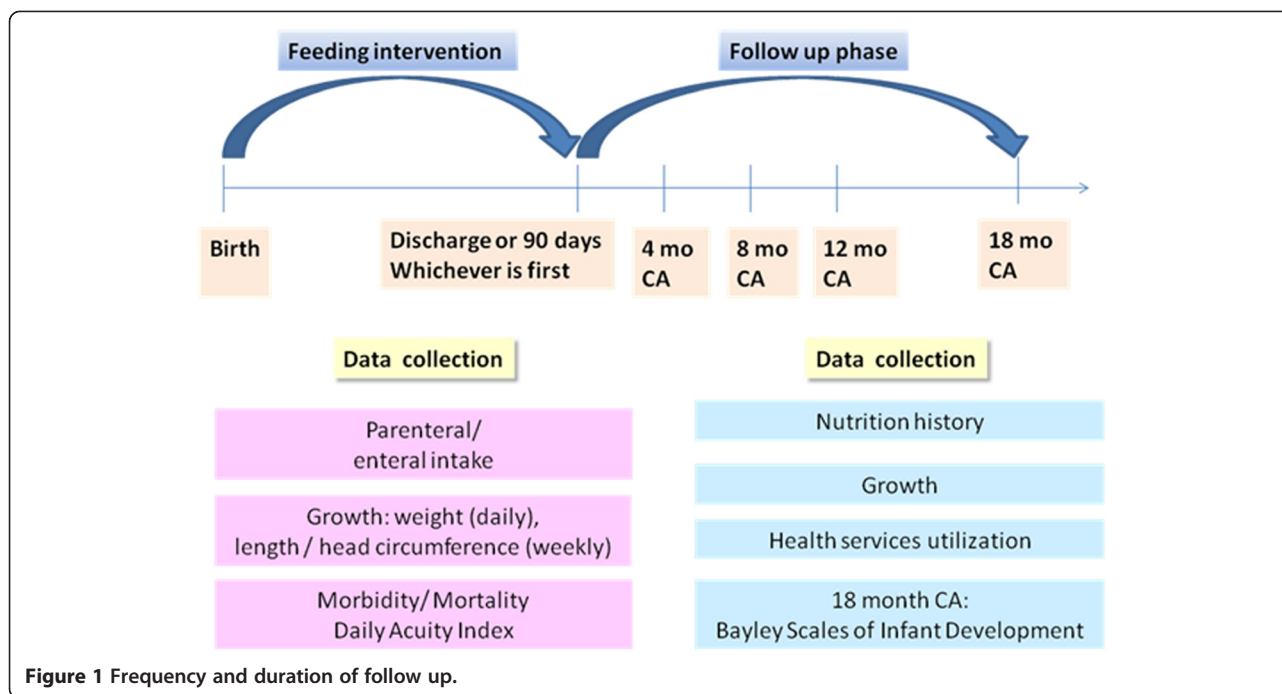 Feeding intervention
Follow up phase
Birth
Discharge or 90 days
Whichever is first
4 mo
CA
8 mo
CA
12 mo
CA
18 mo
CA
Data collection
Parenteral/
enteral intake
Growth: weight (daily),
length / head circumference (weekly)
Morbidity/ Mortality
Daily Acuity Index
Data collection
Nutrition history
Growth
Health services utilization
18 month CA:
Bayley Scales of Infant Development
Figure 1 Frequency and duration of follow up.